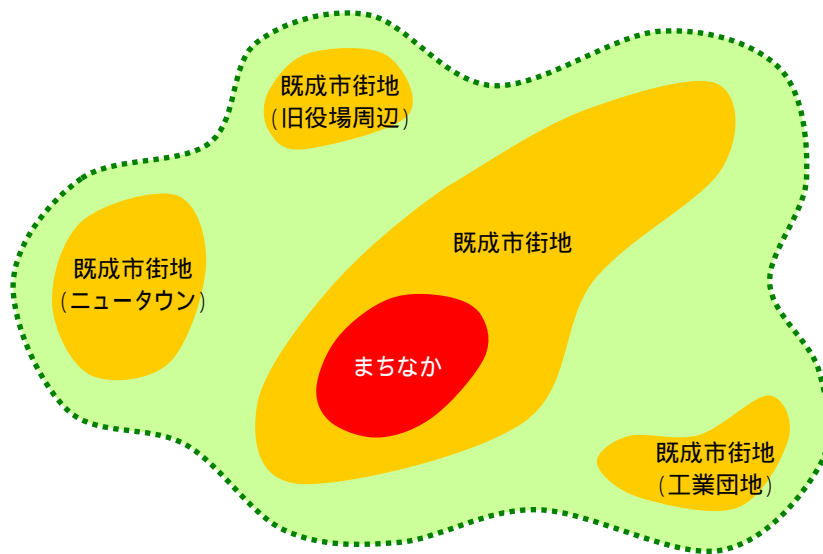 既成市街地
(旧役場周辺)
既成市街地
既成市街地
(ニュータウン)
まちなか
既成市街地
(工業団地)